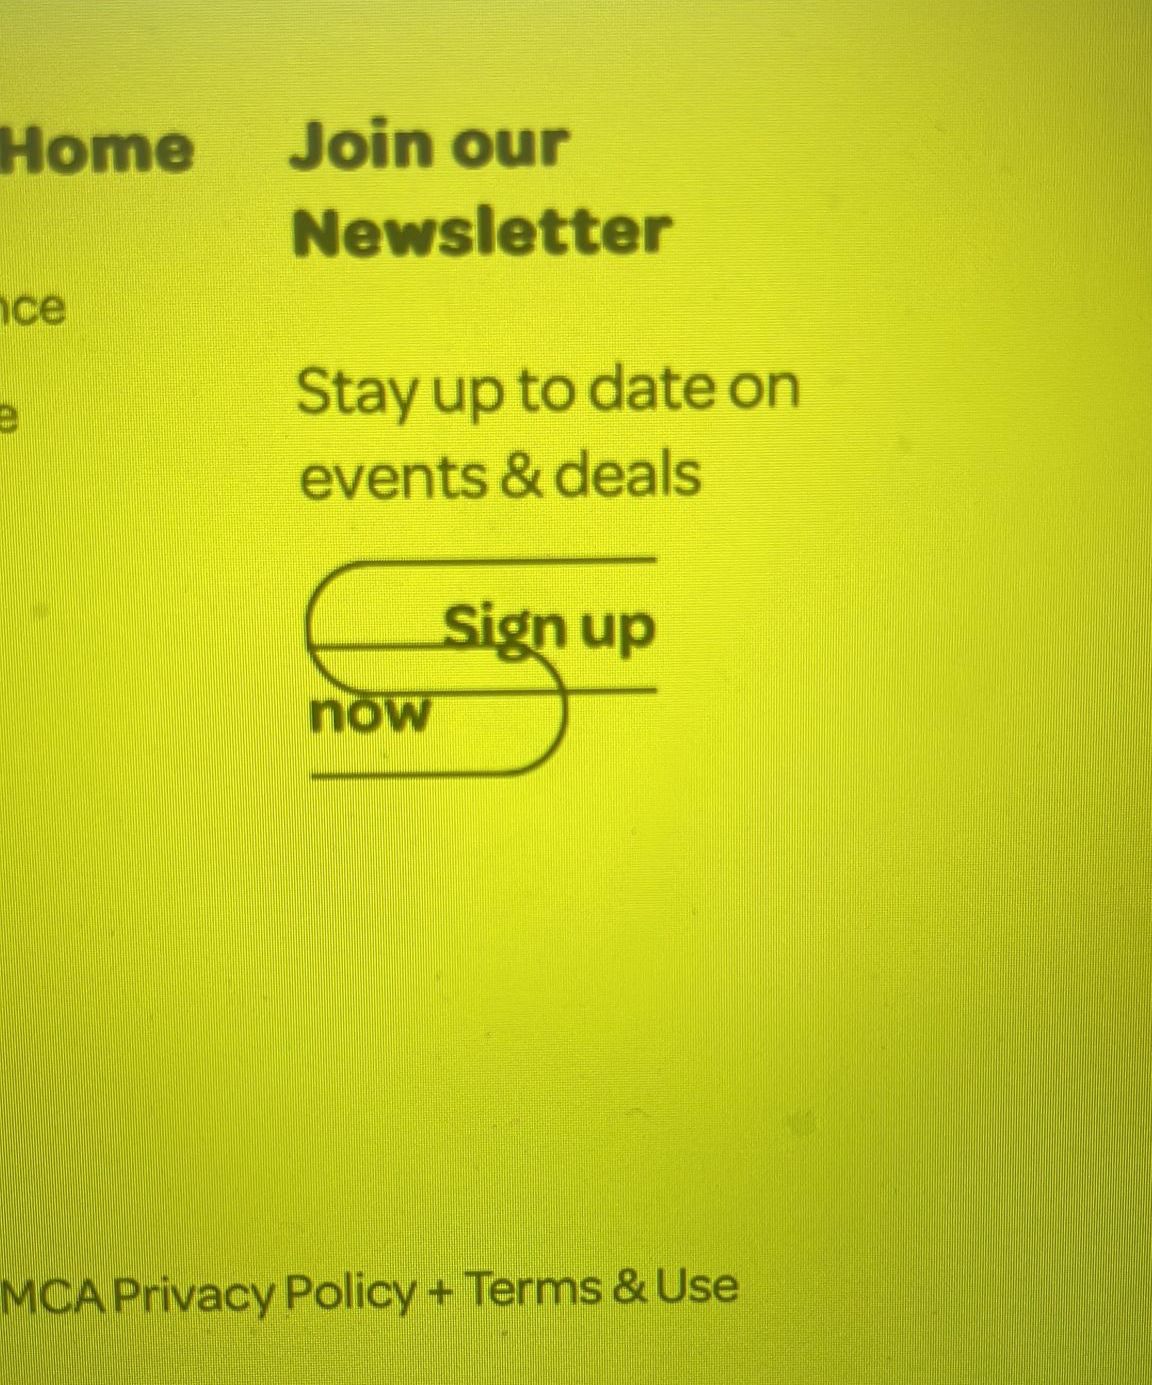 Home
nce
e
Join our
Newsletter
Stay up to date on
events & deals
Sign up
now
MCA Privacy Policy + Terms & Use